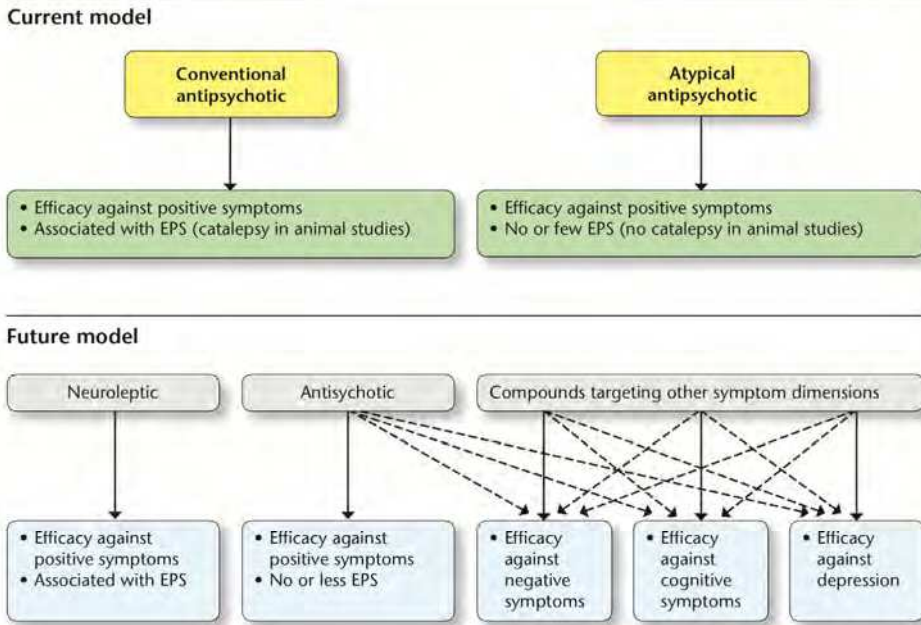 Current model
Conventional
antipsychotic
Atypical
antipsychotic
• Efficacy against positive symptoms
• Associated with EPS (catalepsy in animal studies)
• Efficacy against positive symptoms
• No or few EPS (no catalepsy in animal studies)
Future model
Neuroleptic
Antisychotic
Compounds targeting other symptom dimensions
• Efficacy against
positive symptoms
• Associated with EPS
• Efficacy against
positive symptoms
• No or less EPS
• Efficacy
against
negative
symptoms
• Efficacy
against
cognitive
symptoms
• Efficacy
against
depression